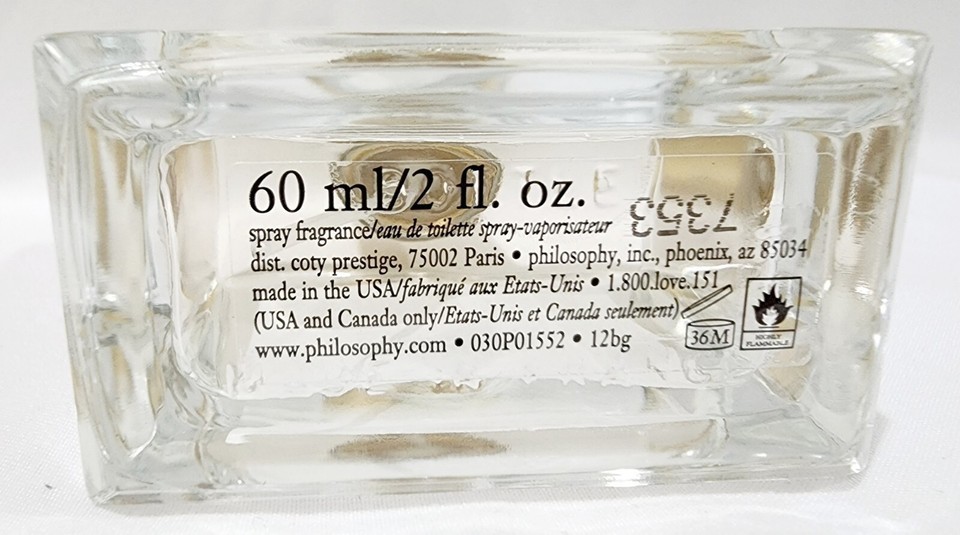 60 ml/2 fl. oz.
7353
spray fragrance/eau de toilette spray-vaporisateur
dist. coty prestige, 75002 Paris • philosophy, inc., phoenix, az 85034
made in the USA/fabriqué aux Etats-Unis • 1.800.love.151
(USA and Canada only/Etats-Unis et Canada seulement)
www.philosophy.com • 030P01552 • 12bg
36M
HIGHLY
FLAMMABLE